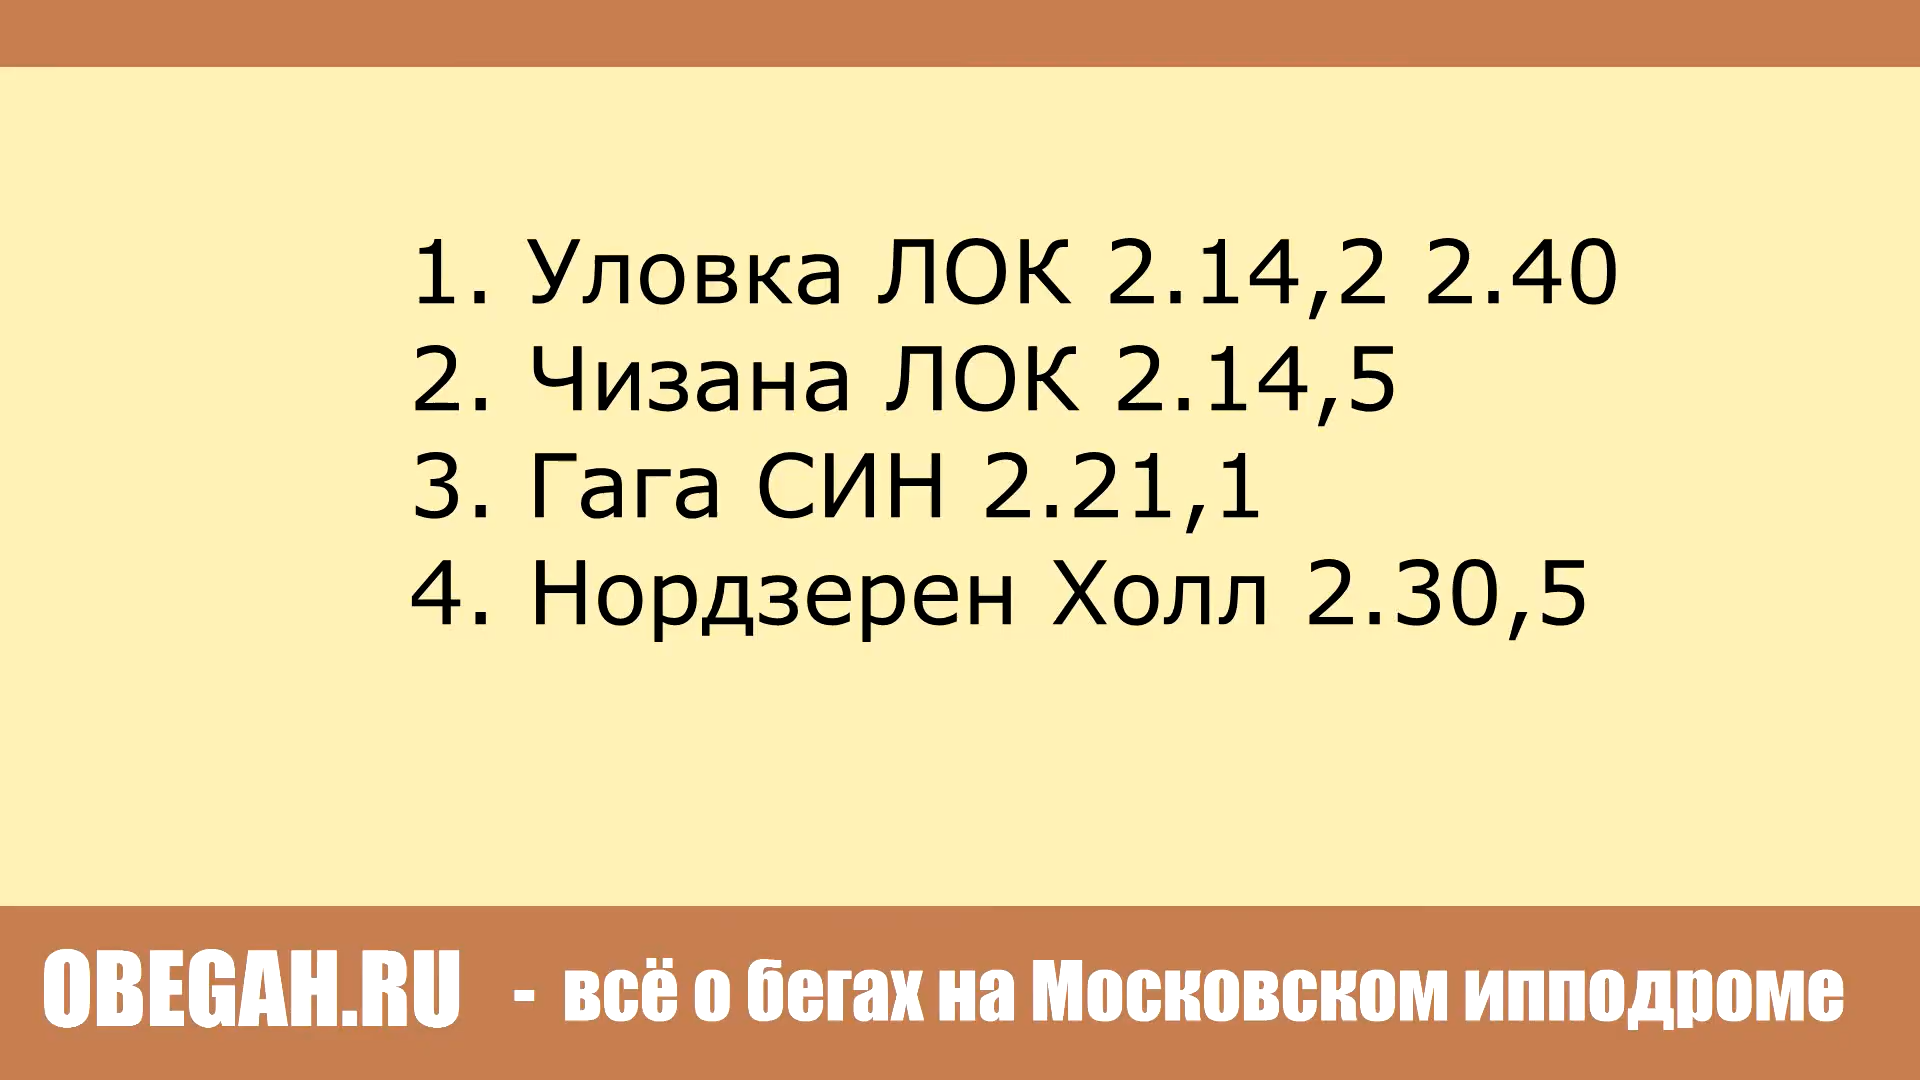 1. Уловка ЛОК 2.14,2 2.40
2. Чизана ЛОК 2.14,5
3. Гага СИН 2.21,1
4. Нордзерен Холл 2.30,5
OBEGAH.RU - всё о бегах на Московском ипподроме